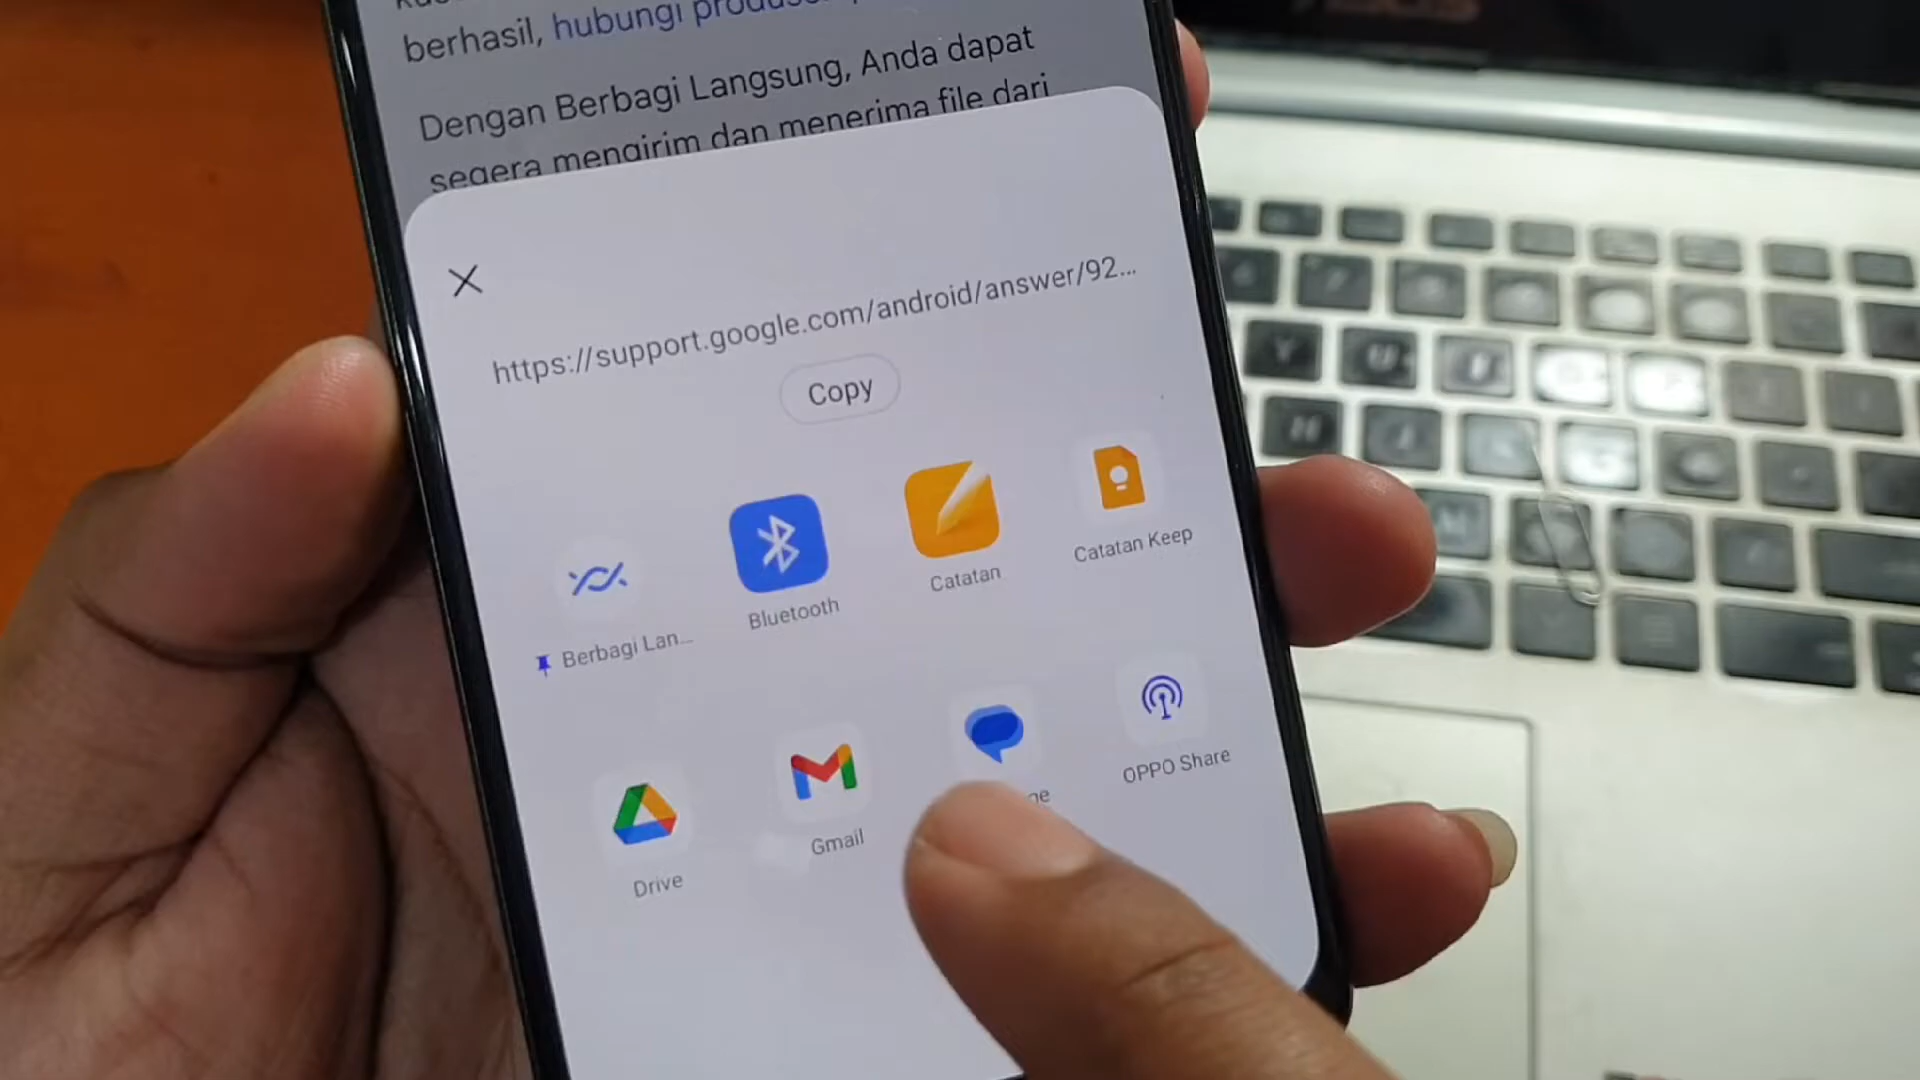 berhasil, hubungi
Dengan Berbagi Langsung, Anda dapat
segera mengirim dan menerima file dari
https://support.google.com/android/answer/92...
Copy
Berbagi Lan...
Bluetooth
Catatan
Catatan Keep
Drive
Gmail
OPPO Share